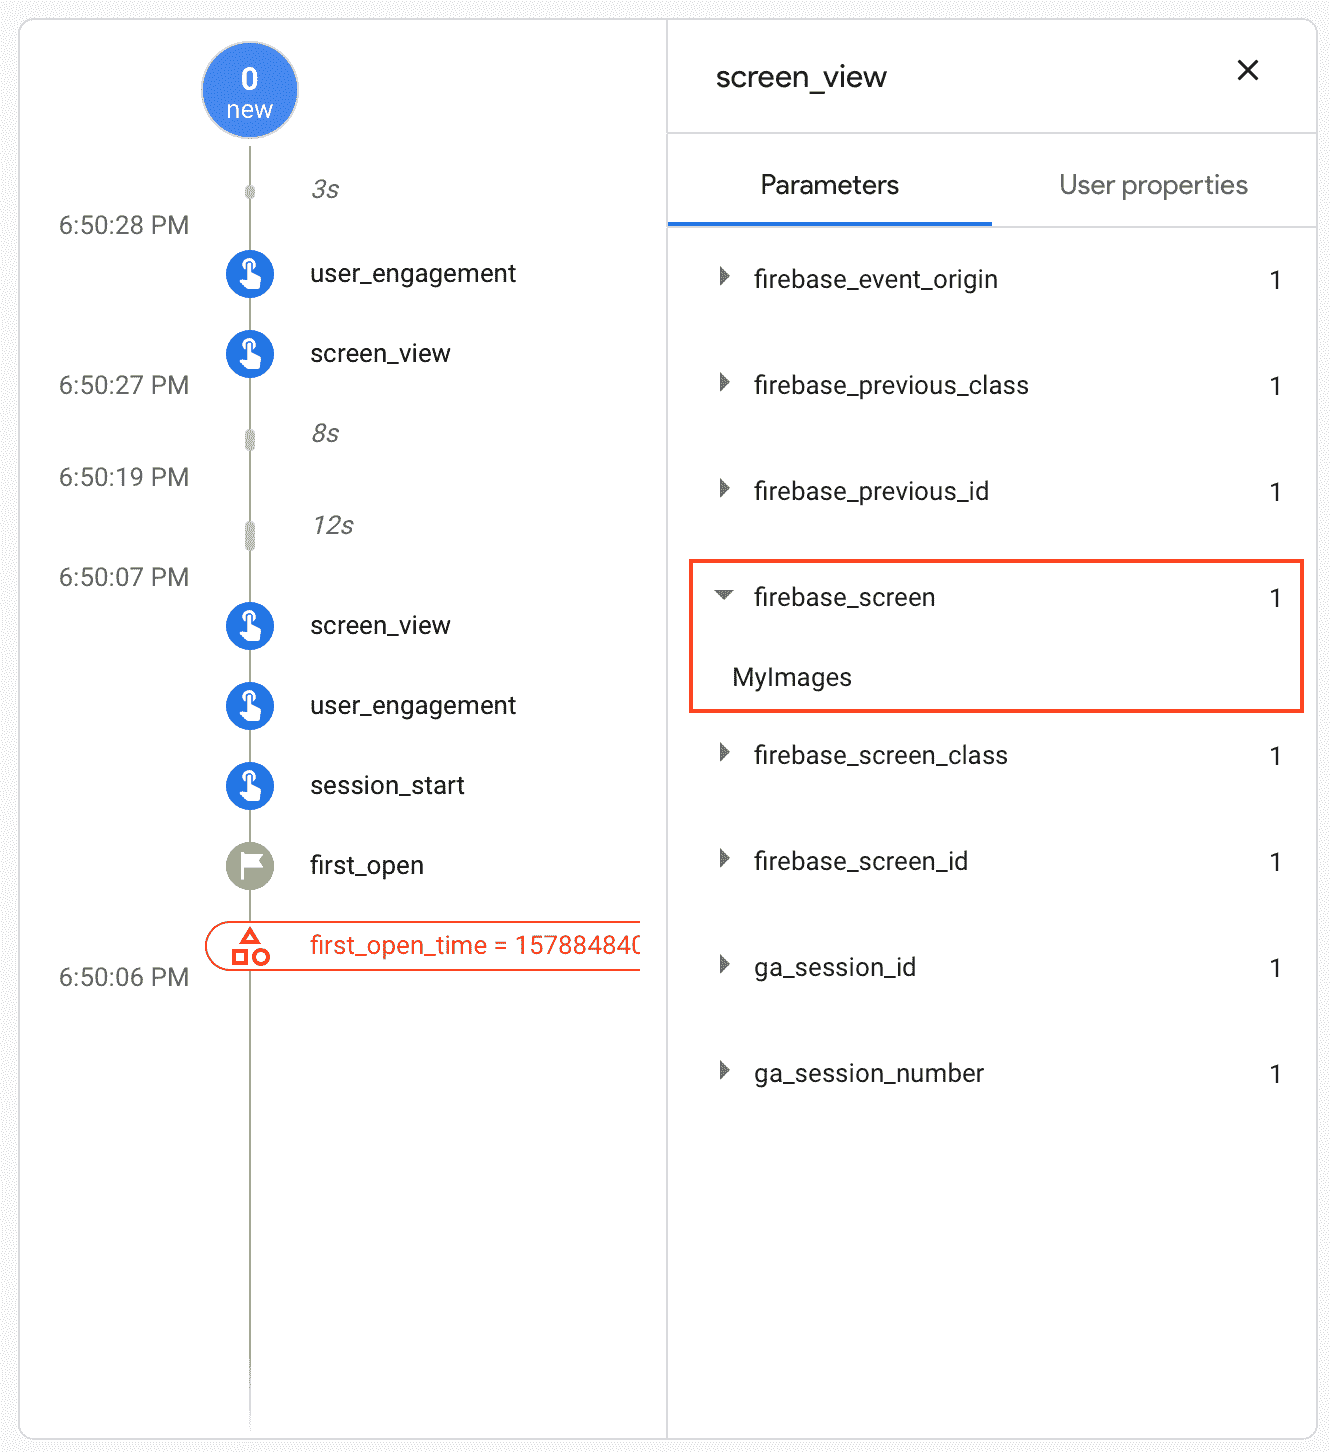 0
new
3s
6:50:28 PM
user_engagement
screen_view
6:50:27 PM
8s
6:50:19 PM
12s
6:50:07 PM
screen_view
user_engagement
session_start
first_open
first_open_time = 157884840
6:50:06 PM
screen_view
Parameters User properties
firebase_event_origin 1
firebase_previous_class 1
firebase_previous_id 1
firebase_screen 1
MyImages
firebase_screen_class 1
firebase_screen_id 1
ga_session_id 1
ga_session_number 1